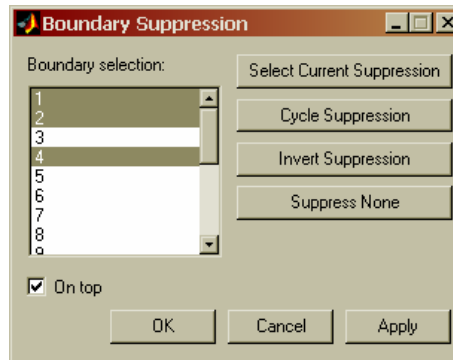 Boundary Suppression
Boundary selection:
1
2
3
4
5
6
7
8
9
Select Current Suppression
Cycle Suppression
Invert Suppression
Suppress None
On top
OK
Cancel
Apply